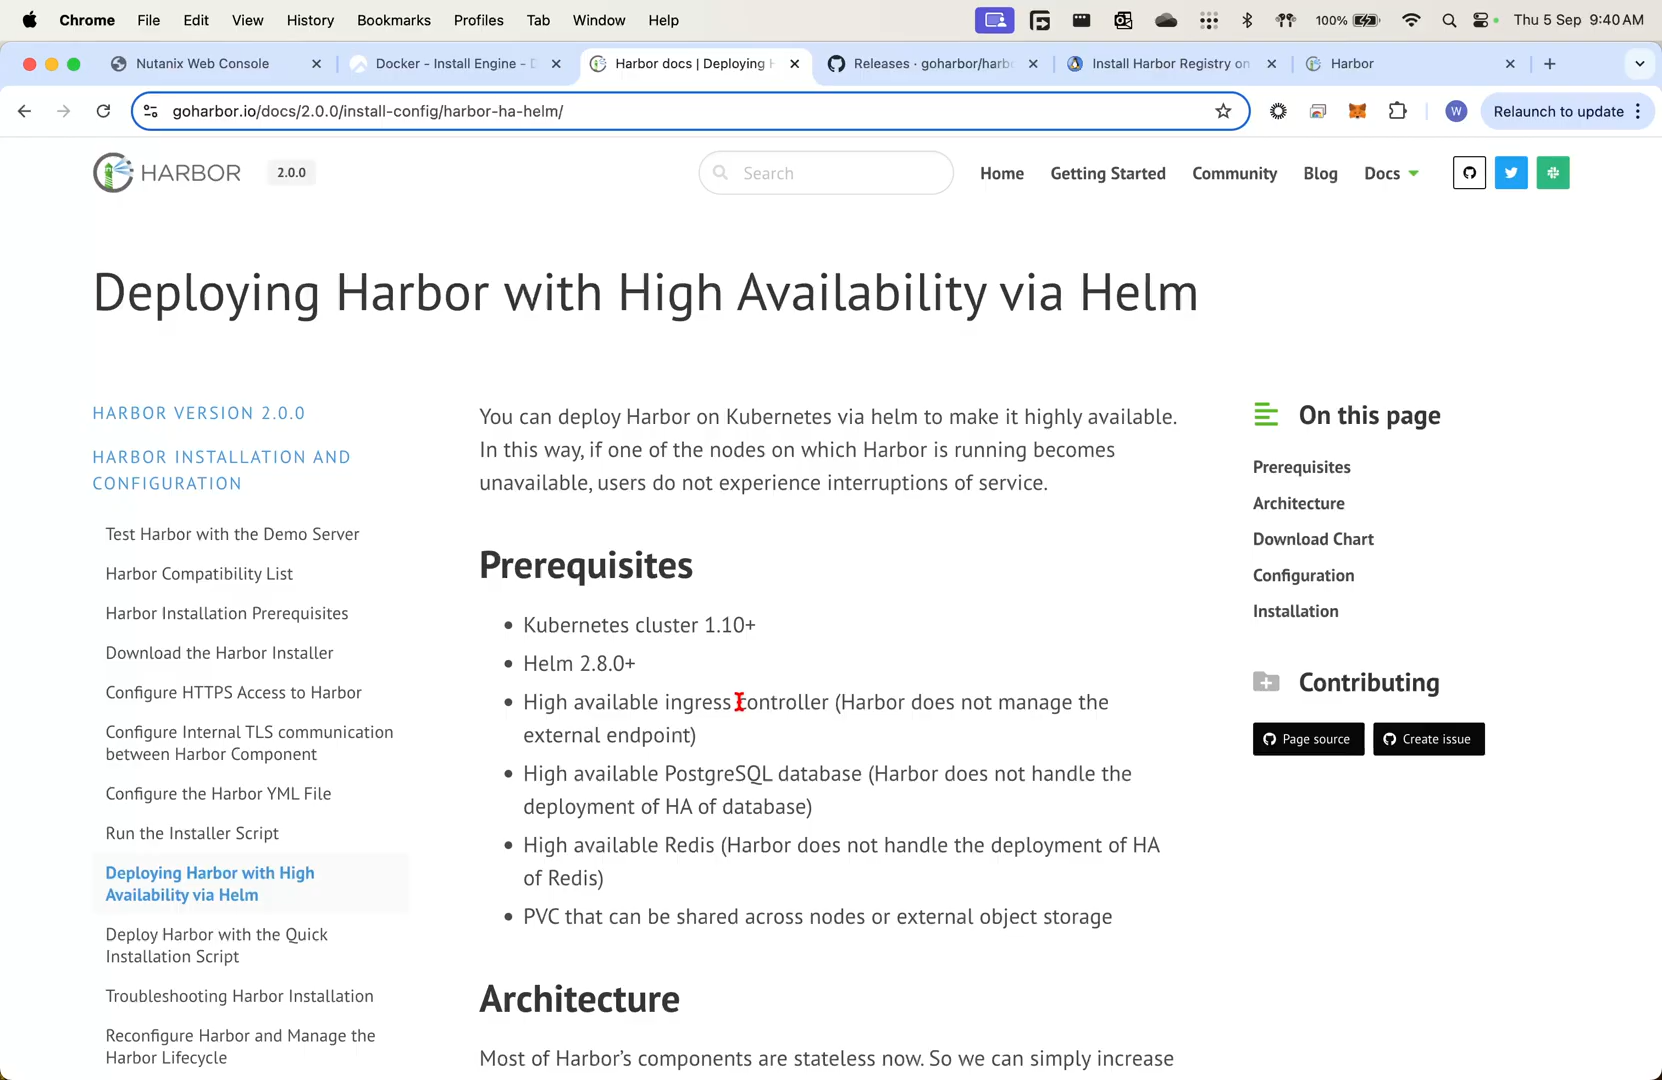 Chrome File Edit View History Bookmarks Profiles Tab Window Help 100% Thu 5 Sep 9:40 AM
Nutanix Web Console Docker - Install Engine - Harbor docs | Deploying Releases · goharbor/harb Install Harbor Registry on Harbor
goharbor.io/docs/2.0.0/install-config/harbor-ha-helm/ W Relaunch to update
HARBOR 2.0.0 Search Home Getting Started Community Blog Docs
Deploying Harbor with High Availability via Helm
HARBOR VERSION 2.0.0
HARBOR INSTALLATION AND
CONFIGURATION
Test Harbor with the Demo Server
Harbor Compatibility List
Harbor Installation Prerequisites
Download the Harbor Installer
Configure HTTPS Access to Harbor
Configure Internal TLS communication
between Harbor Component
Configure the Harbor YML File
Run the Installer Script
Deploying Harbor with High
Availability via Helm
Deploy Harbor with the Quick
Installation Script
Troubleshooting Harbor Installation
Reconfigure Harbor and Manage the
Harbor Lifecycle
You can deploy Harbor on Kubernetes via helm to make it highly available.
In this way, if one of the nodes on which Harbor is running becomes
unavailable, users do not experience interruptions of service.
Prerequisites
• Kubernetes cluster 1.10+
• Helm 2.8.0+
• High available ingress controller (Harbor does not manage the
external endpoint)
• High available PostgreSQL database (Harbor does not handle the
deployment of HA of database)
• High available Redis (Harbor does not handle the deployment of HA
of Redis)
• PVC that can be shared across nodes or external object storage
Architecture
Most of Harbor’s components are stateless now. So we can simply increase
On this page
Prerequisites
Architecture
Download Chart
Configuration
Installation
Contributing
Page source Create issue